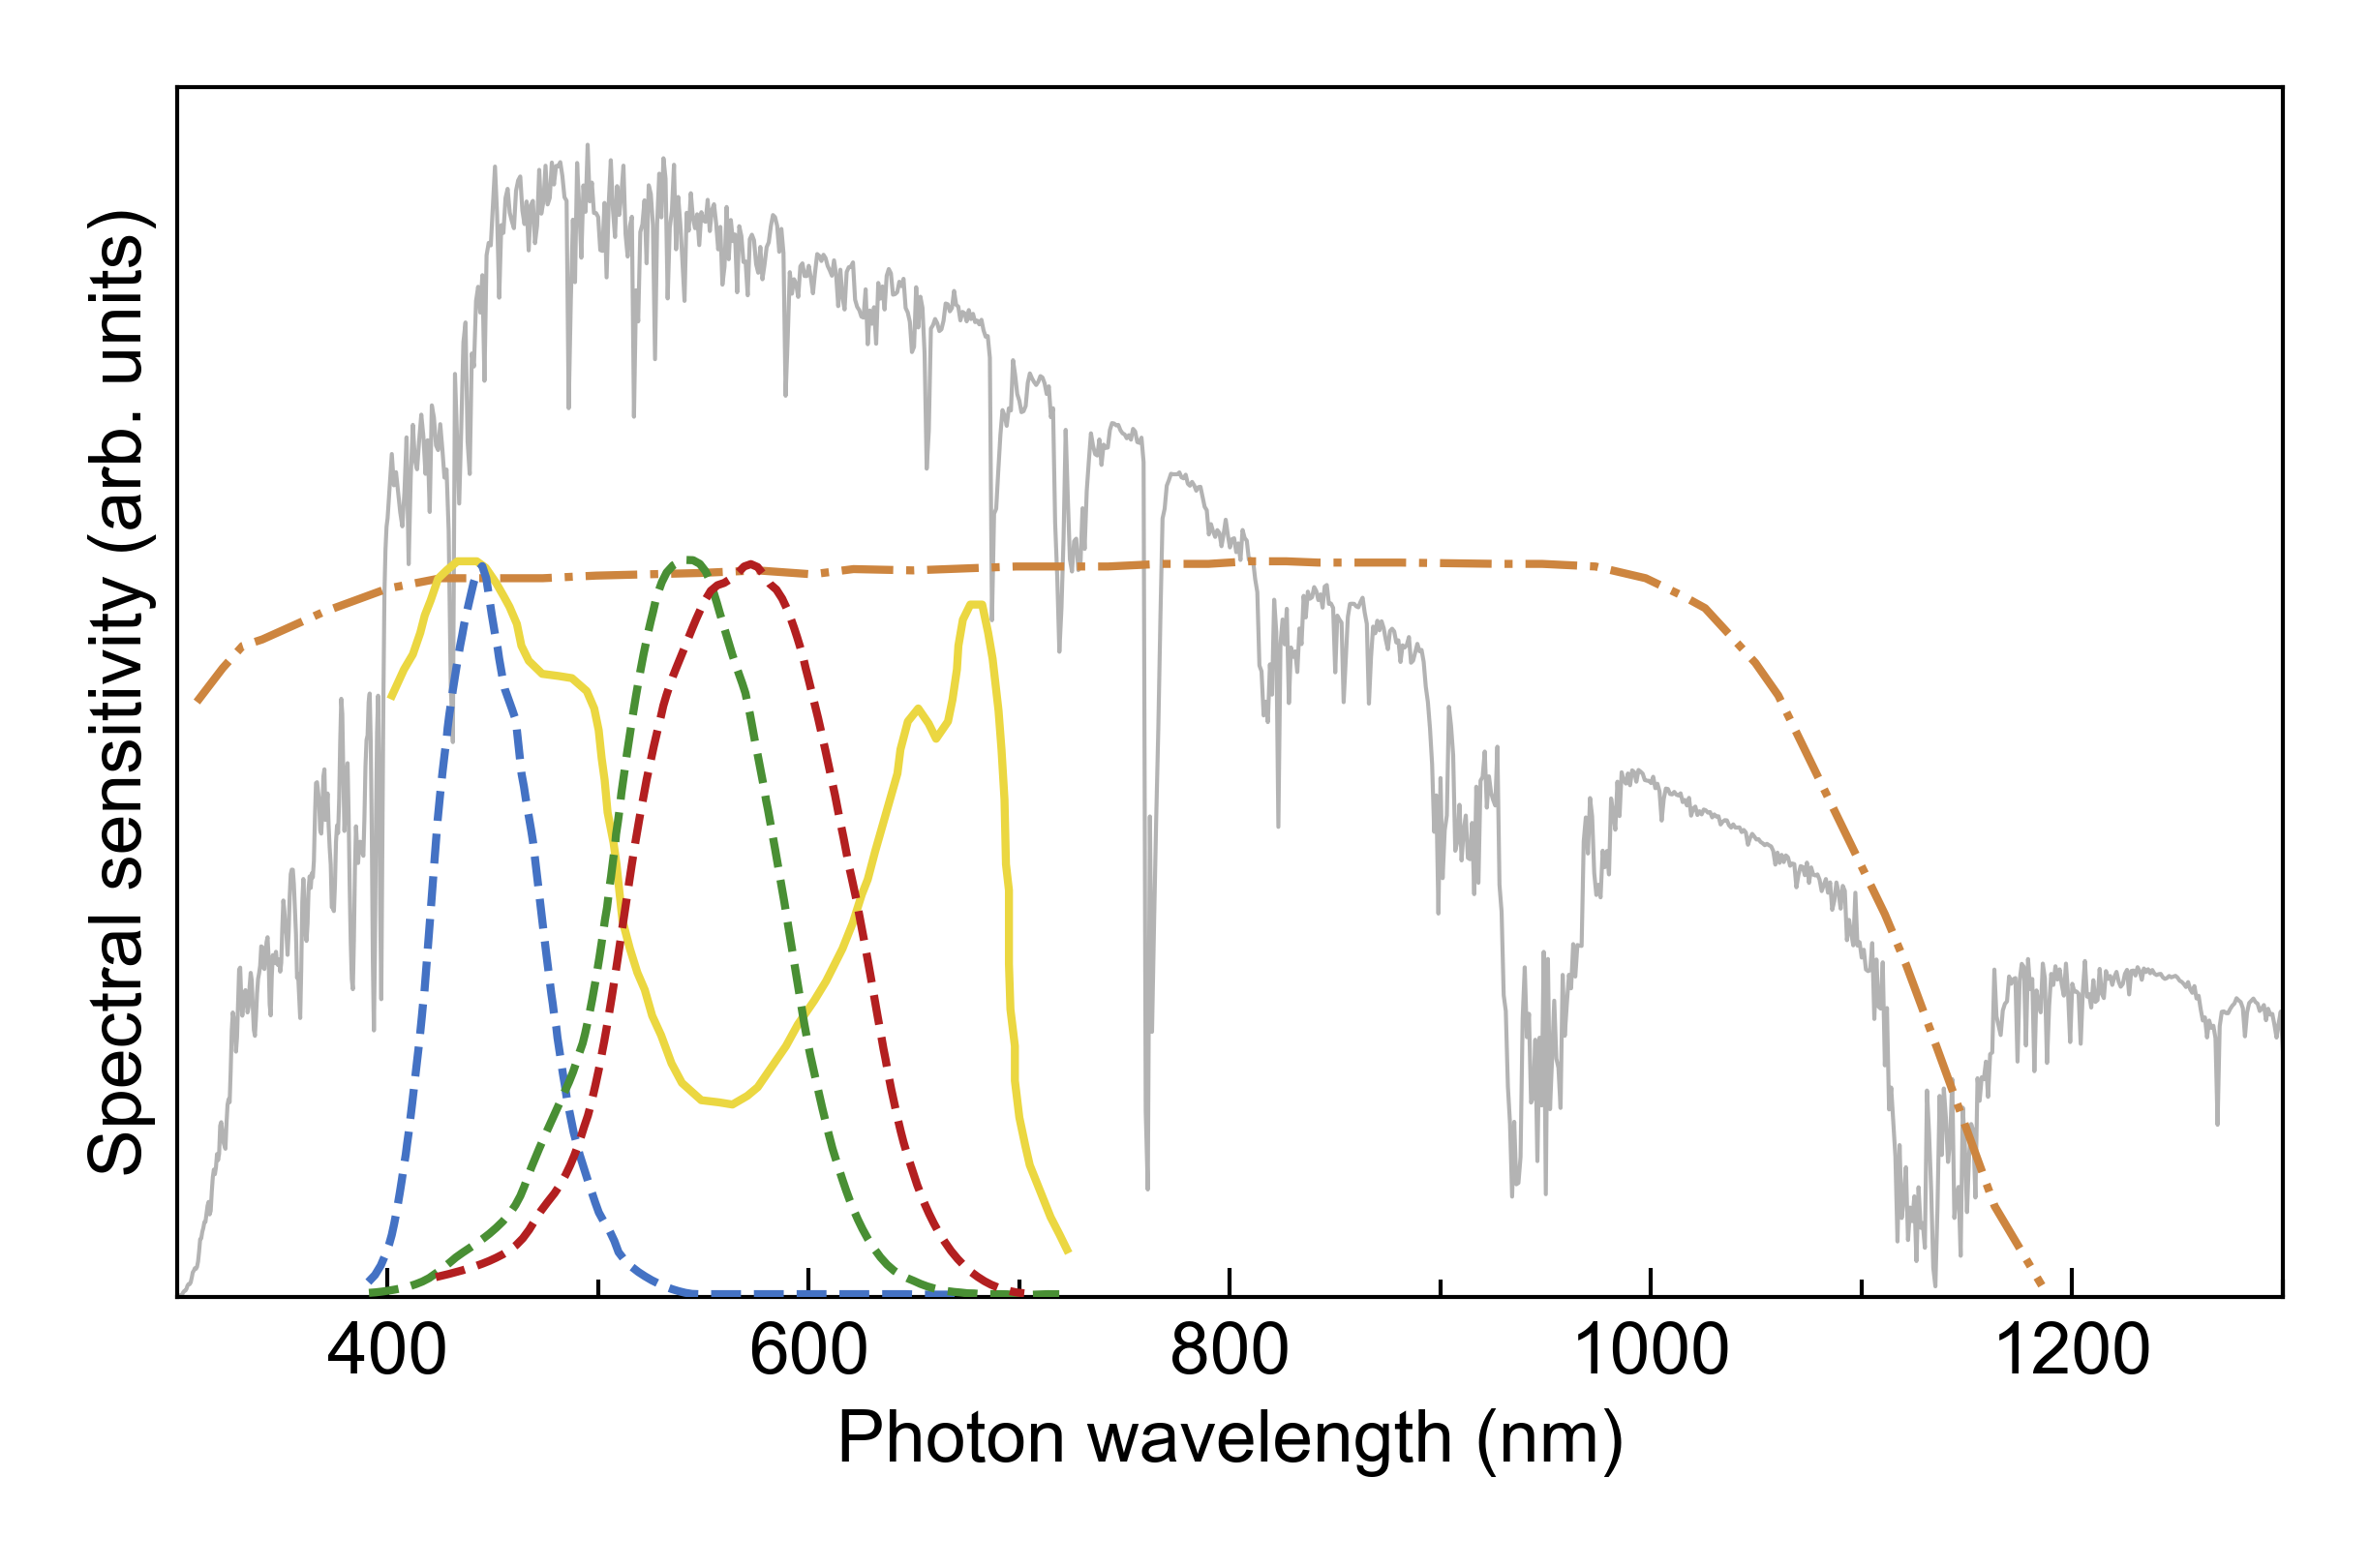 Spectral sensitivity (arb. units)
400 600 800 1000 1200
Photon wavelength (nm)